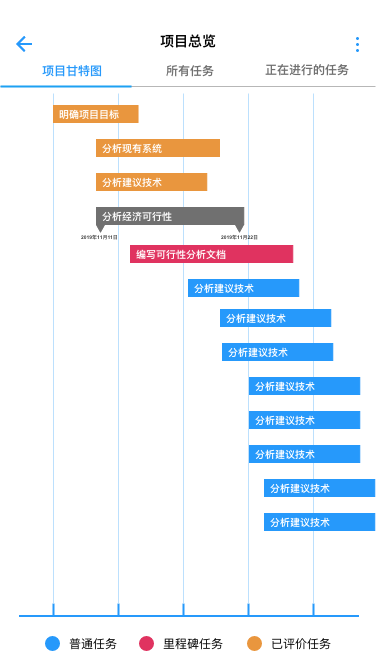 项目总览
项目甘特图 所有任务 正在进行的任务
明确项目目标
分析现有系统
分析建议技术
分析经济可行性
2019年11月11日 2019年11月22日
编写可行性分析文档
分析建议技术
分析建议技术
分析建议技术
分析建议技术
分析建议技术
分析建议技术
分析建议技术
分析建议技术
普通任务 里程碑任务 已评价任务